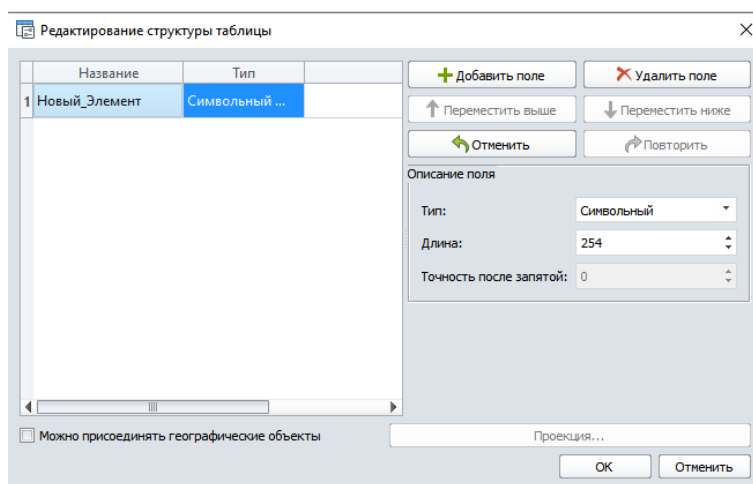 Редактирование структуры таблицы
Название Тип
1 Новый_Элемент Символьный ...
Добавить поле
Удалить поле
Переместить выше
Переместить ниже
Отменить
Повторить
Описание поля
Тип: Символьный
Длина: 254
Точность после запятой: 0
Можно присоединять географические объекты
Проекция...
OK
Отменить